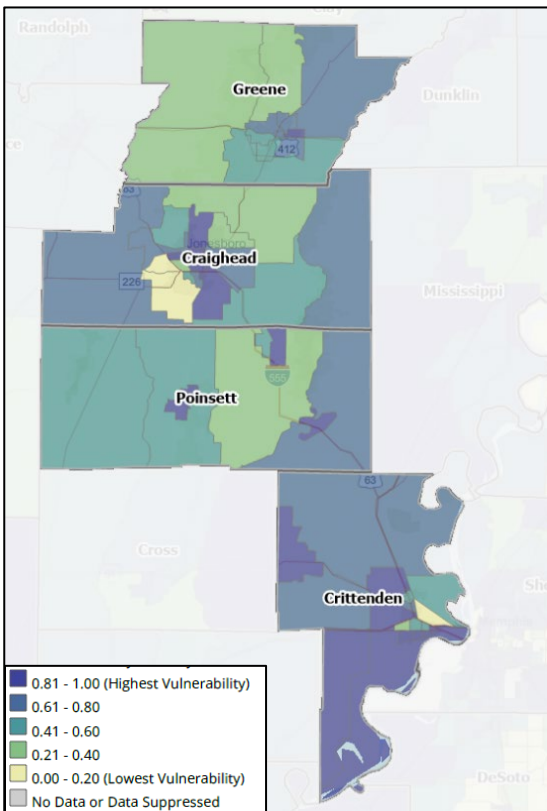 Randolph
Clay
Greene
Dunklin
412
63
Jonesboro
Craighead
226
Mississippi
Poinsett
555
63
Cross
Crittenden
She
DeSoto
0.81 - 1.00 (Highest Vulnerability)
0.61 - 0.80
0.41 - 0.60
0.21 - 0.40
0.00 - 0.20 (Lowest Vulnerability)
No Data or Data Suppressed